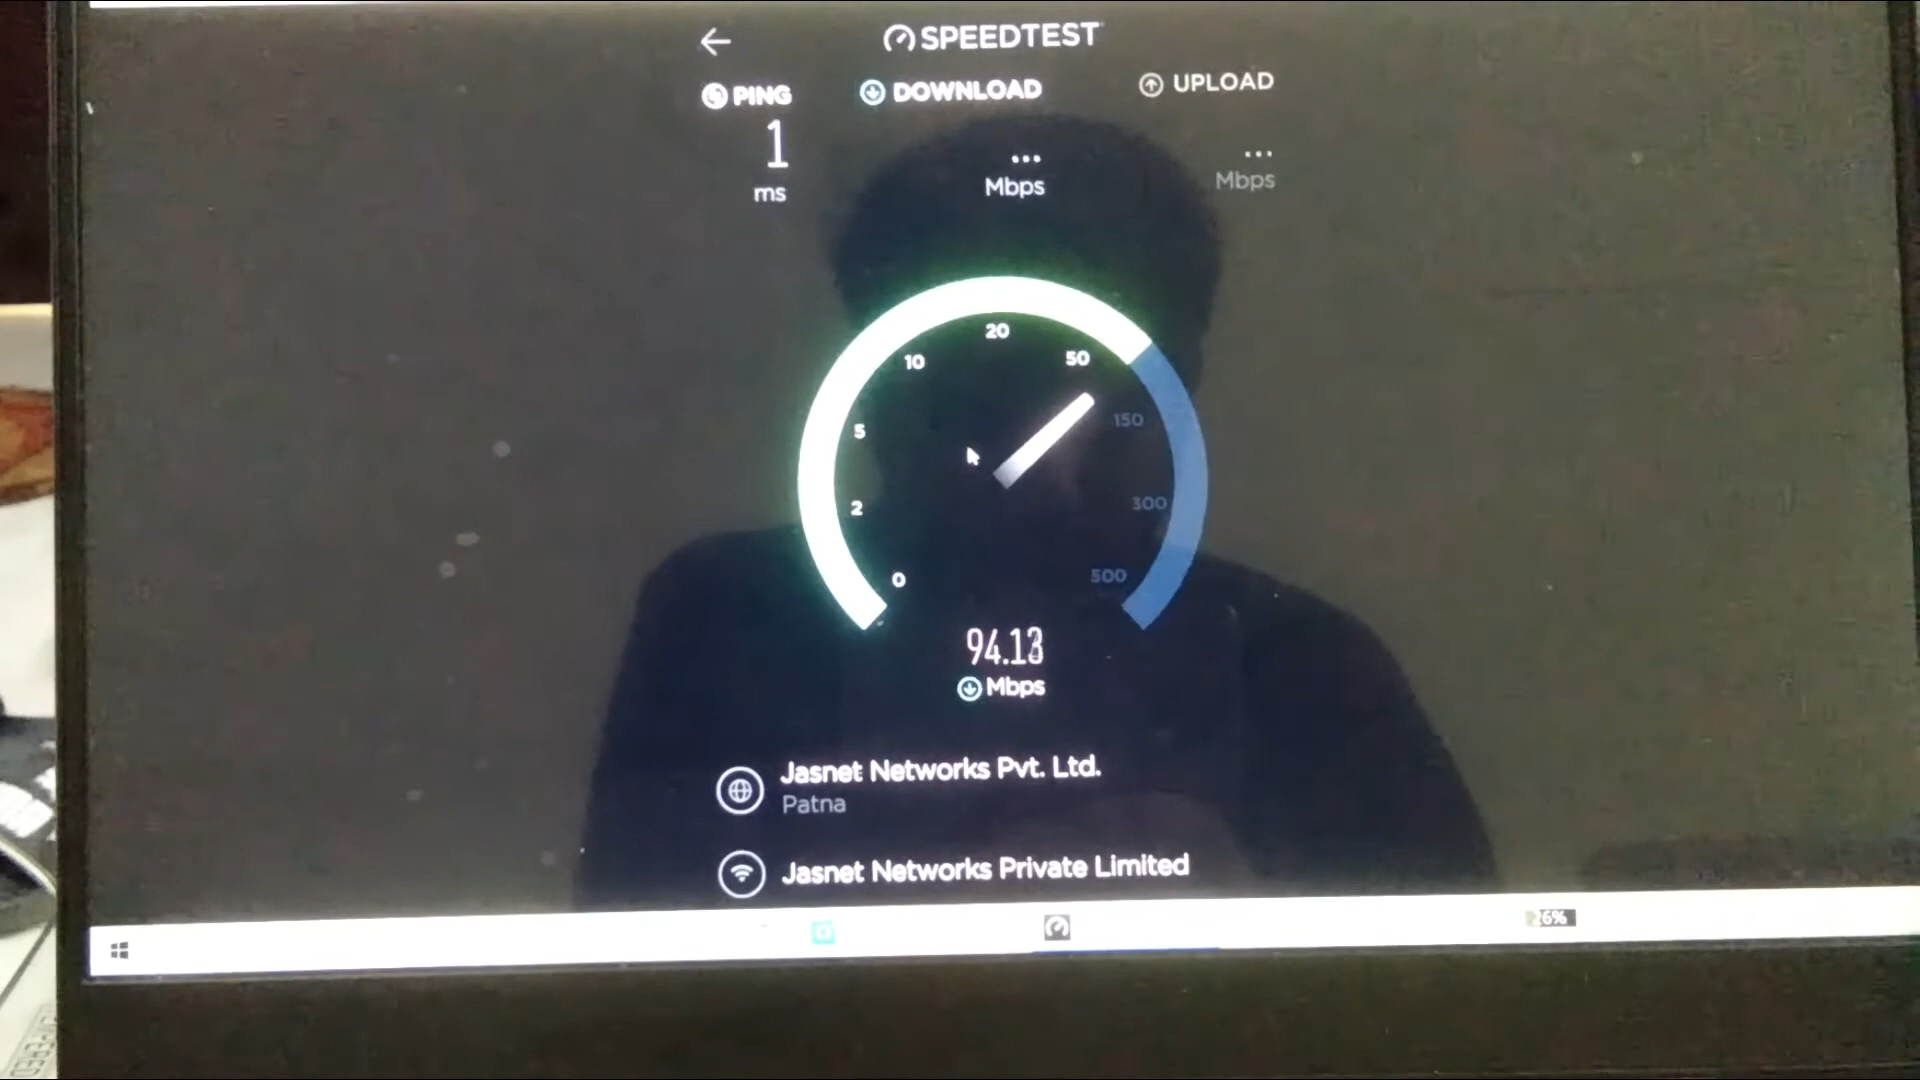 SPEEDTEST
PING
DOWNLOAD
UPLOAD
1
ms
...
Mbps
...
Mbps
0
2
5
10
20
50
150
300
500
94.13
Mbps
Jasnet Networks Pvt. Ltd.
Patna
Jasnet Networks Private Limited
26%